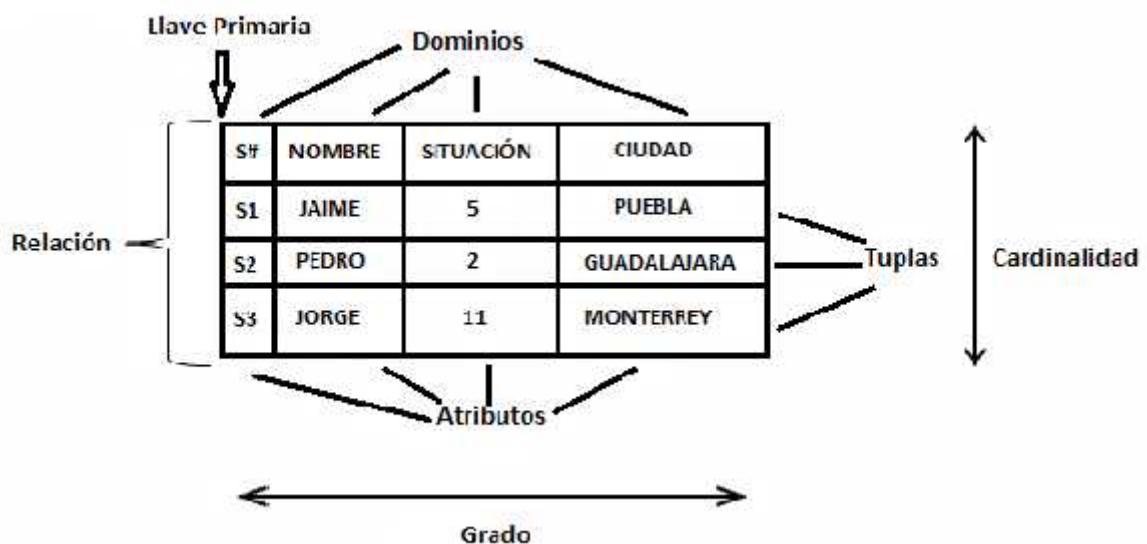 Llave Primaria
Dominios
S# NOMBRE SITUACIÓN CIUDAD
S1 JAIME 5 PUEBLA
Relación
S2 PEDRO 2 GUADALAJARA
Tuplas
Cardinalidad
S3 JORGE 11 MONTERREY
Atributos
Grado